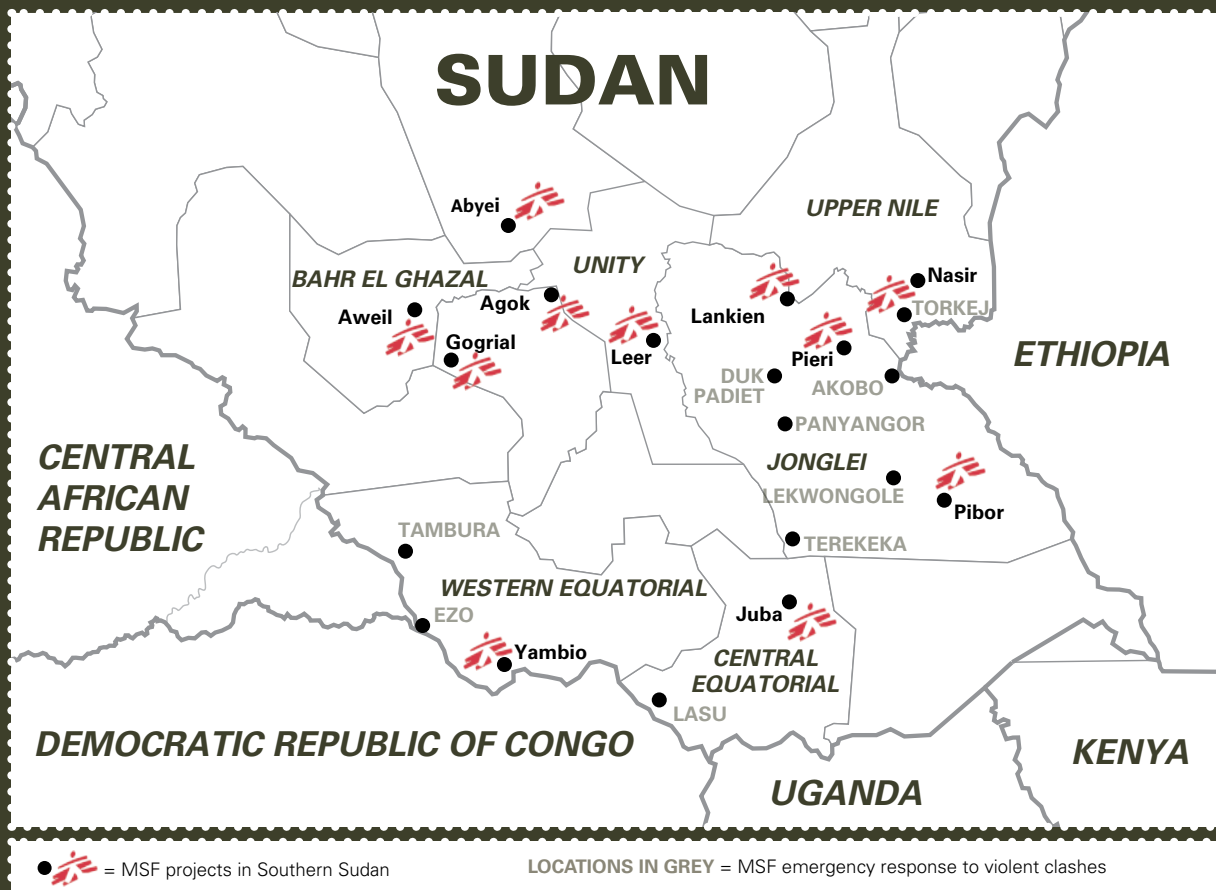 SUDAN
Abyei
UPPER NILE
UNITY
BAHR EL GHAZAL
Nasir
Agok
TORKEJ
Aweil
Lankien
Gogrial
Leer
Pieri
ETHIOPIA
DUK
PADIET
AKOBO
PANYANGOR
CENTRAL
AFRICAN
REPUBLIC
JONGLEI
LEKWONGOLE
Pibor
TAMBURA
TEREKEKA
WESTERN EQUATORIAL
EZO
Juba
Yambio
CENTRAL
EQUATORIAL
LASU
DEMOCRATIC REPUBLIC OF CONGO
KENYA
UGANDA
= MSF projects in Southern Sudan
LOCATIONS IN GREY = MSF emergency response to violent clashes